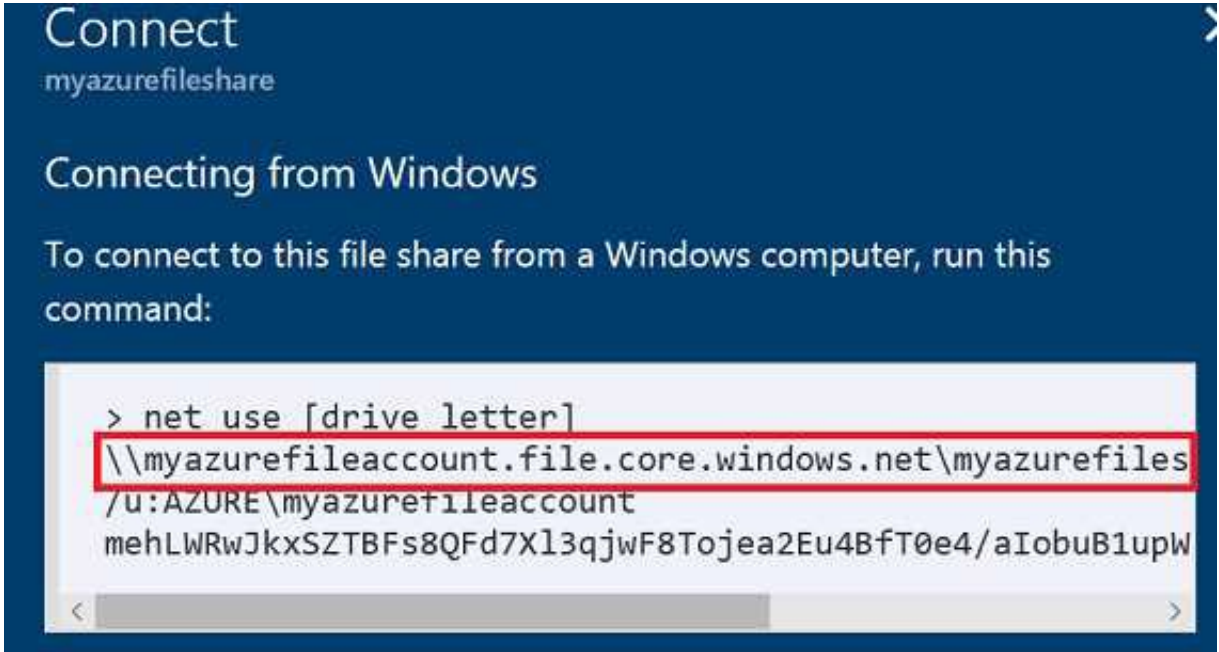 Connect
myazurefileshare
Connecting from Windows
To connect to this file share from a Windows computer, run this
command:
> net use [drive letter]
\\myazurefileaccount.file.core.windows.net\myazurefiles
/u:AZURE\myazurefileaccount
mehLWRwJkxSZTBFs8QFd7Xl3qjwF8Tojea2Eu4BfT0e4/aIobuB1upW